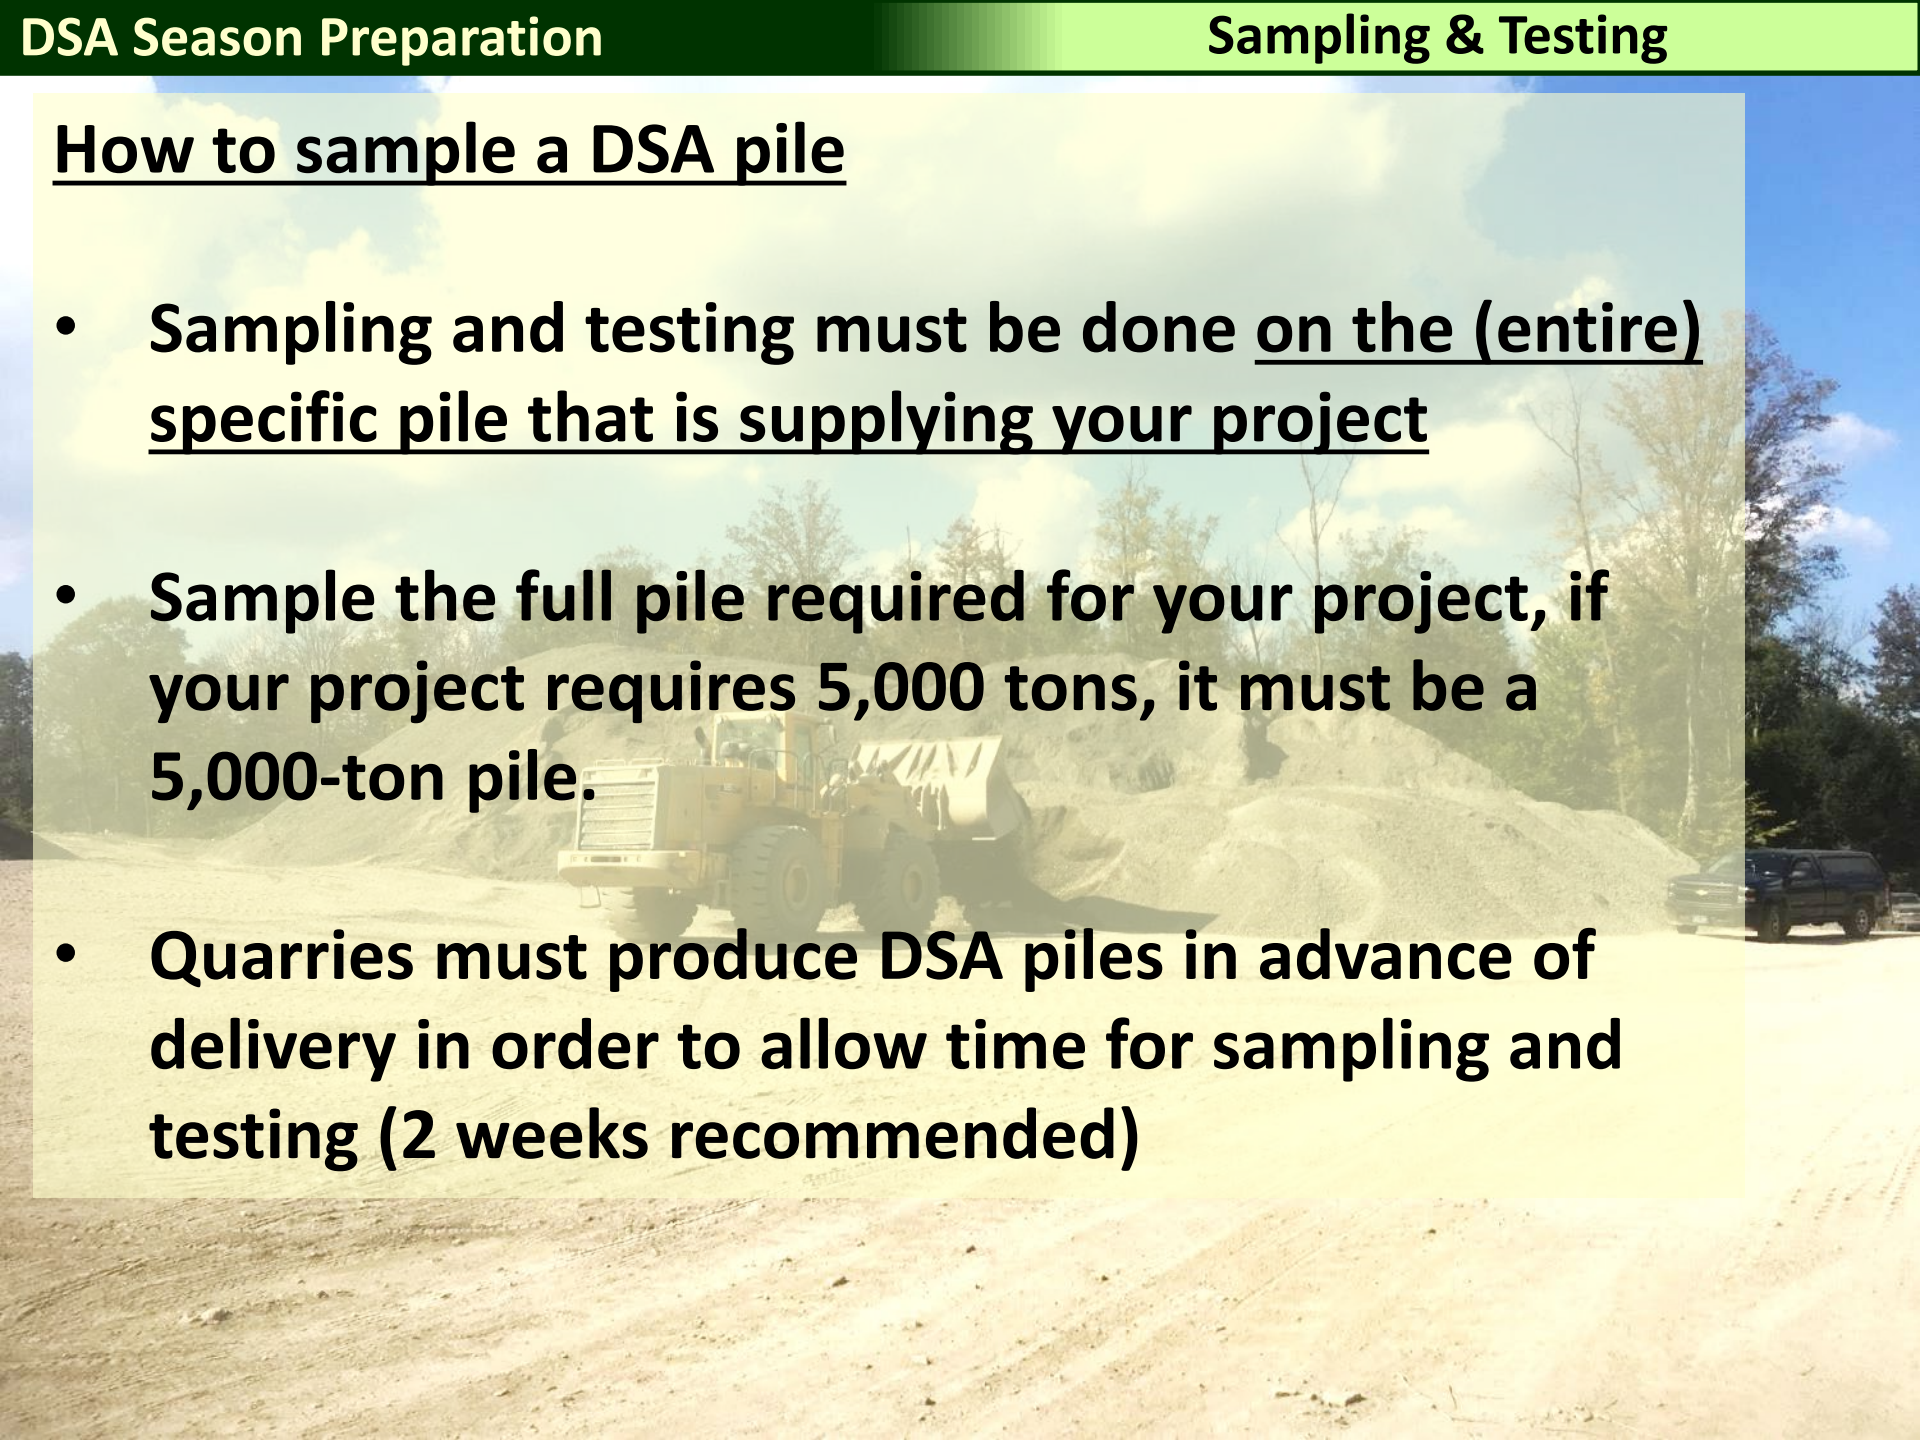 DSA Season Preparation
Sampling & Testing
How to sample a DSA pile
• Sampling and testing must be done on the (entire)
specific pile that is supplying your project
• Sample the full pile required for your project, if
your project requires 5,000 tons, it must be a
5,000-ton pile.
• Quarries must produce DSA piles in advance of
delivery in order to allow time for sampling and
testing (2 weeks recommended)